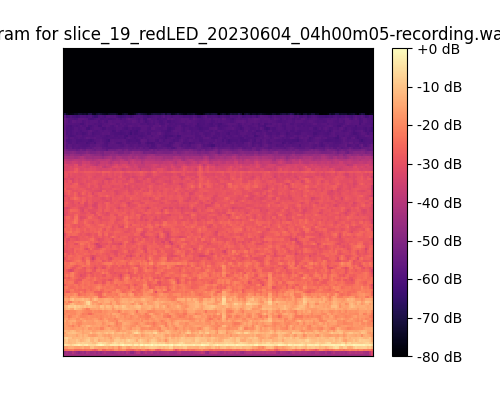 ram for slice_19_redLED_20230604_04h00m05-recording.wa
+0 dB
-10 dB
-20 dB
-30 dB
-40 dB
-50 dB
-60 dB
-70 dB
-80 dB